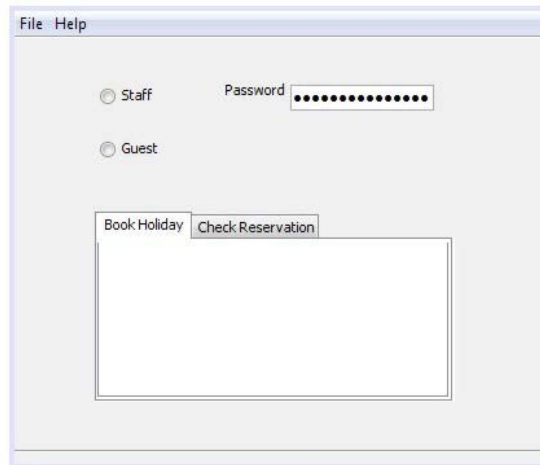 File Help
Staff
Password •••••••••••••••
Guest
Book Holiday Check Reservation